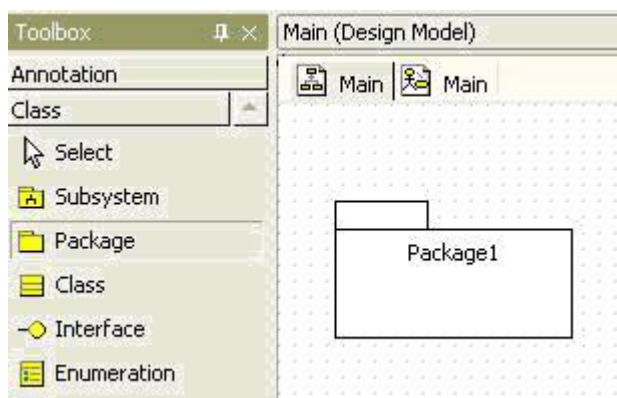 Toolbox
Annotation
Class
Select
Subsystem
Package
Class
Interface
Enumeration
Main (Design Model)
Main
Main
Package1